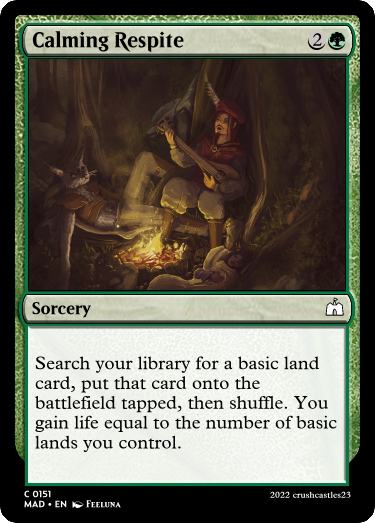 Calming Respite 2
Sorcery
Search your library for a basic land
card, put that card onto the
battlefield tapped, then shuffle. You
gain life equal to the number of basic
lands you control.
C 0151
MAD • EN Feeluna
2022 crushcastles23